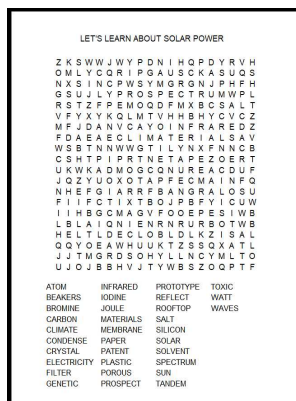 LET'S LEARN ABOUT SOLAR POWER
Z K S W W J W Y P D N I H Q P D Y R V H
O M L Y C Q R I P G A U S C K A S U Q S
N X S I N C P W S Y M G R G N J P H F H
G S U J L Y P R O S P E C T R U M W P L
R S T Z F P E M O Q D F M X B C S A L T
V F Y X Y K Q L M T V H H B H Y C V C Z
M F J D A N V C A Y O I N F R A R E D Z
F D A E A E C L I M A T E R I A L S A V
W S B T N N W W G T I L Y N X F N N C B
C S H T P I P R T N E T A P E Z O E R T
U K W K A D M O G C Q N U R E A C D U F
J Q Z Y U O X O T A P F E C M A I N F Q
N H E F G I A R R F B A N G R A L O S U
F I I F C T I X T B O J P B F Y I C U W
I I H B G C M A G V F O O E P E S I W B
L B L A I Q N I E N R N R U R B O T W B
H E L T L D E C L O B L D L K Z I S A L
Q Q Y O E A W H U U K T Z S S Q X A T L
J J T M G R D S O H Y L L N C Y M L T O
U J O J B B H V J T Y W B S Z O Q P T F
ATOM INFRARED PROTOTYPE TOXIC
BEAKERS IODINE REFLECT WATT
BROMINE JOULE ROOFTOP WAVES
CARBON MATERIALS SALT
CLIMATE MEMBRANE SILICON
CONDENSE PAPER SOLAR
CRYSTAL PATENT SOLVENT
ELECTRICITY PLASTIC SPECTRUM
FILTER POROUS SUN
GENETIC PROSPECT TANDEM